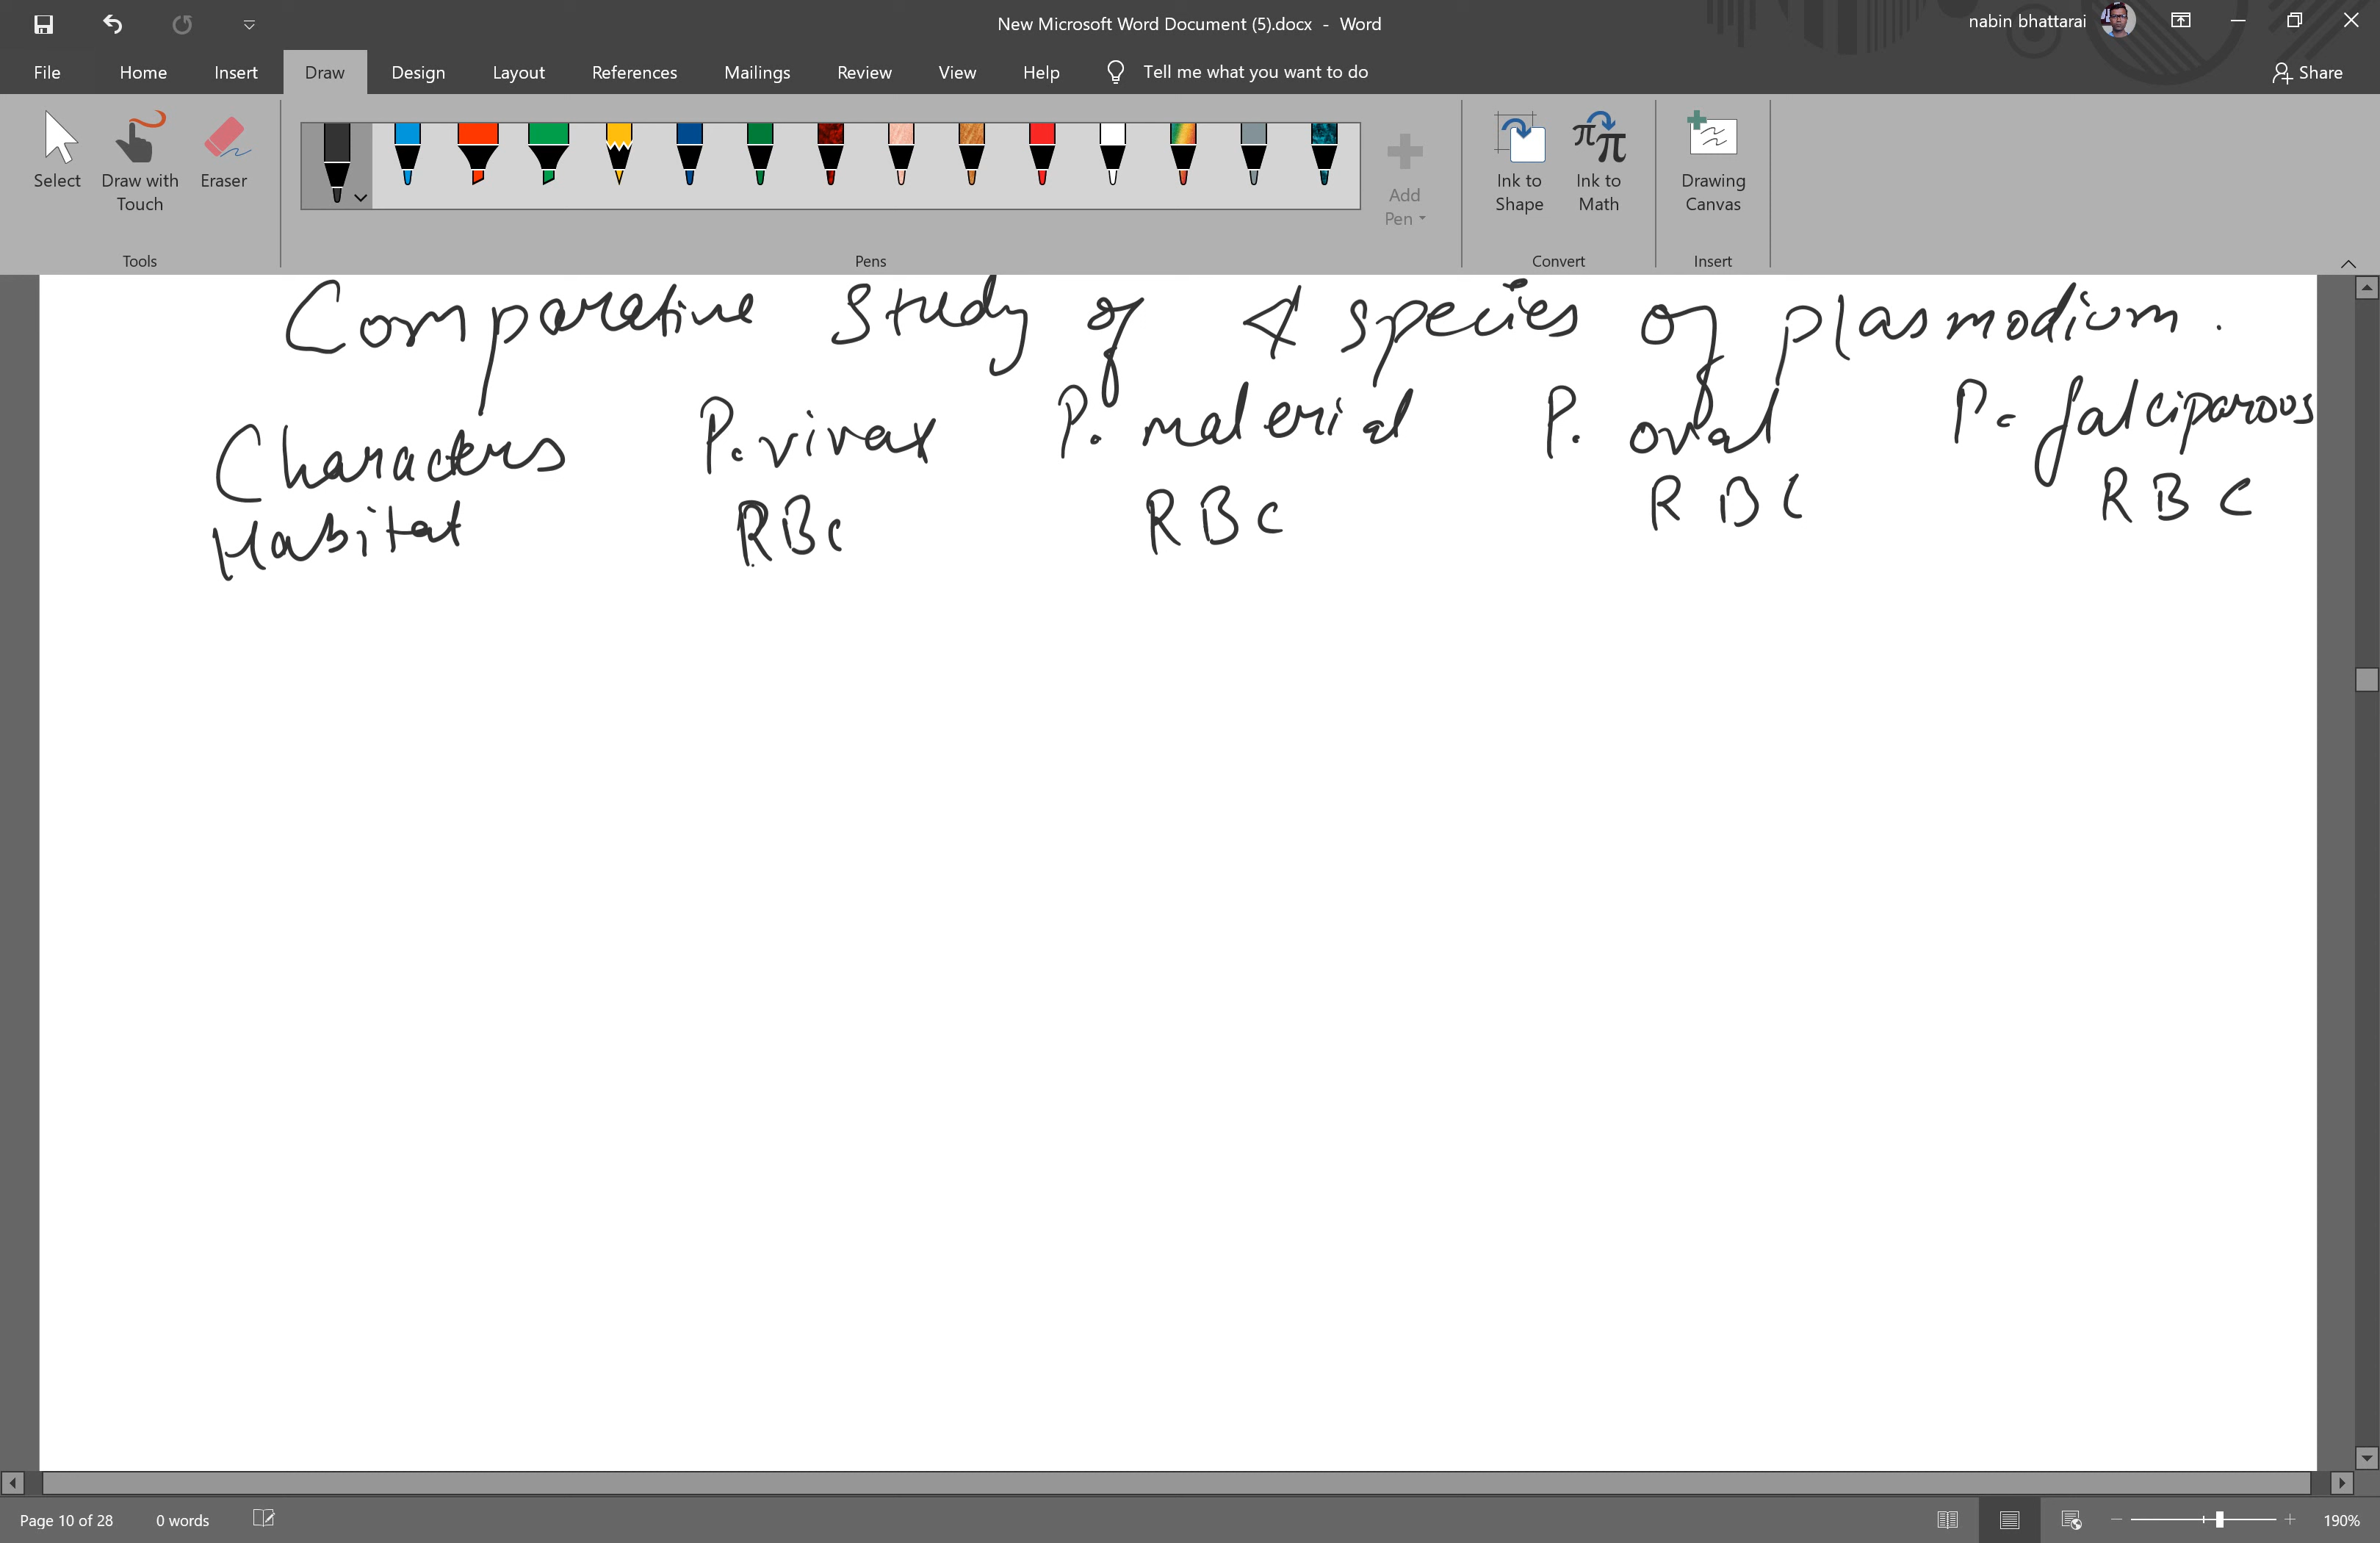 New Microsoft Word Document (5).docx - Word
nabin bhattarai
File Home Insert Draw Design Layout References Mailings Review View Help Tell me what you want to do Share
Select Draw with Touch Eraser
Add Pen
Ink to Shape Ink to Math
Drawing Canvas
Tools Pens Convert Insert
Comparative Study of 4 species of plasmodium.
Characters P. vivax P. malerial P. oval P. falciparous
Habitat RBC RBC RBC RBC
Page 10 of 28 0 words 190%